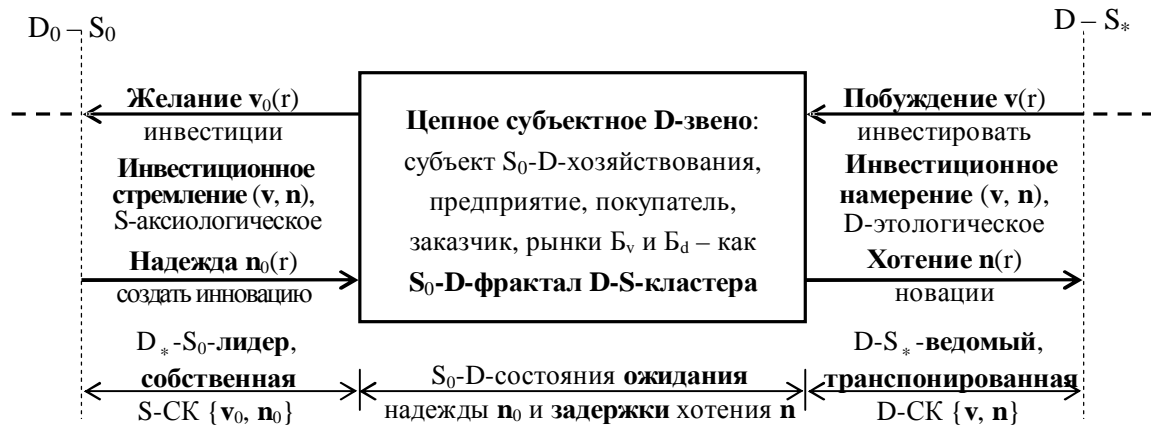 D₀ – S₀
D – S*
Желание v₀(r)
инвестиции
Инвестиционное
стремление (v, n),
S-аксиологическое
Надежда n₀(r)
создать инновацию
Цепное субъектное D-звено:
субъект S₀-D-хозяйствования,
предприятие, покупатель,
заказчик, рынки Бᵥ и Б_d – как
S₀-D-фрактал D-S-кластера
Побуждение v(r)
инвестировать
Инвестиционное
намерение (v, n),
D-этологическое
Хотение n(r)
новации
D*-S₀-лидер,
собственная
S-СК {v₀, n₀}
S₀-D-состояния ожидания
надежды n₀ и задержки хотения n
D-S*-ведомый,
транспонированная
D-СК {v, n}